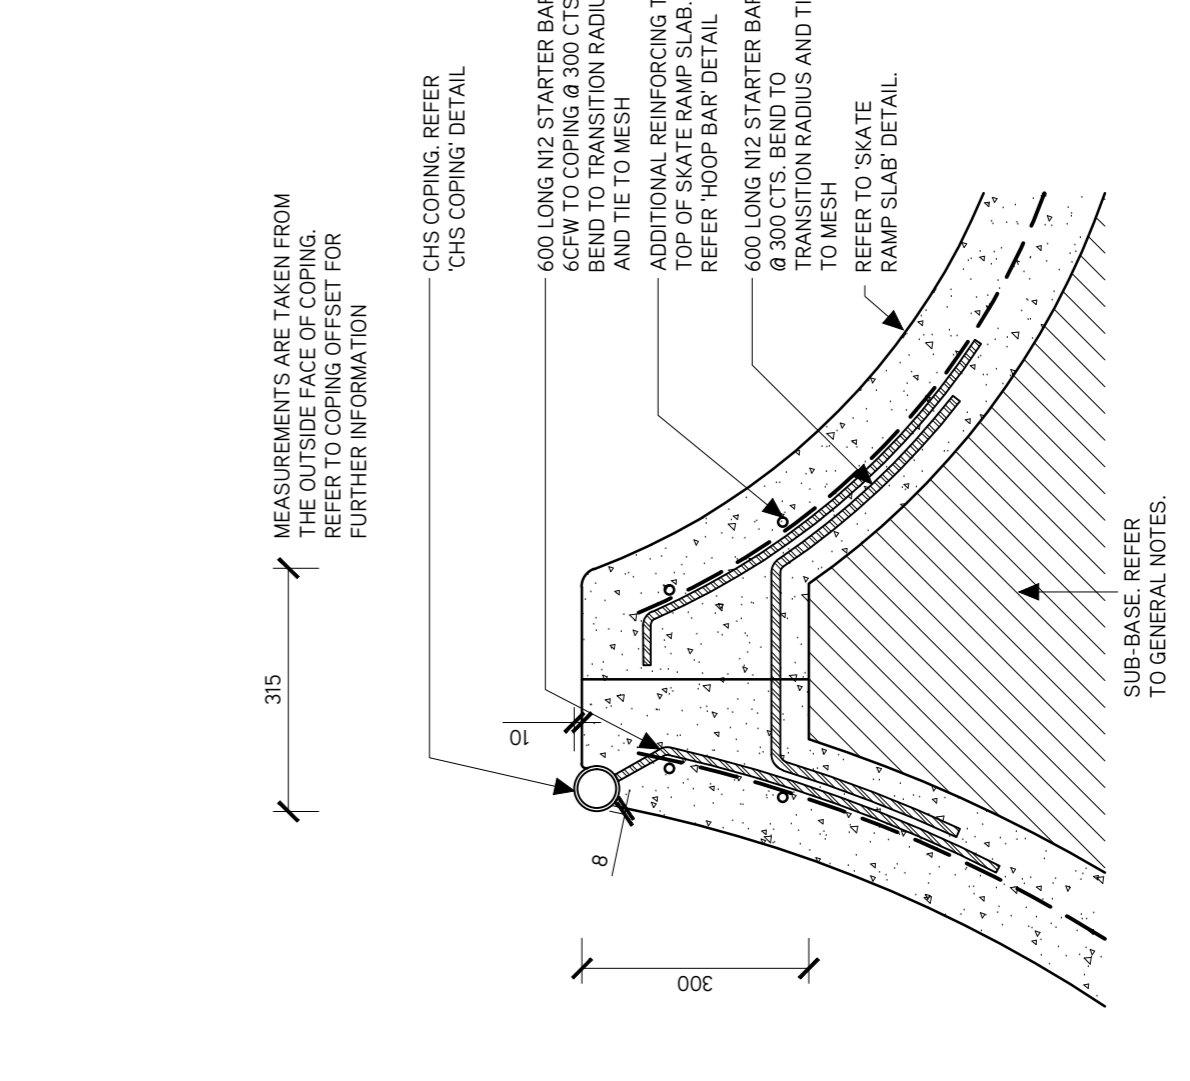 MEASUREMENTS ARE TAKEN FROM
THE OUTSIDE FACE OF COPING.
REFER TO COPING OFFSET FOR
FURTHER INFORMATION
315
CHS COPING. REFER
'CHS COPING' DETAIL
600 LONG N12 STARTER BAR
6CFW TO COPING @ 300 CTS
BEND TO TRANSITION
AND TIE TO MESH
ADDITIONAL REINFORCING
TOP OF SKATE RAMP SLAB.
REFER 'HOOP BAR' DETAIL
600 LONG N12 STARTER BAR
@ 300 CTS. BEND TO
TRANSITION RADIUS AND
TO MESH
REFER TO 'SKATE
RAMP SLAB' DETAIL.
10
8
300
SUB-BASE. REFER
TO GENERAL NOTES.